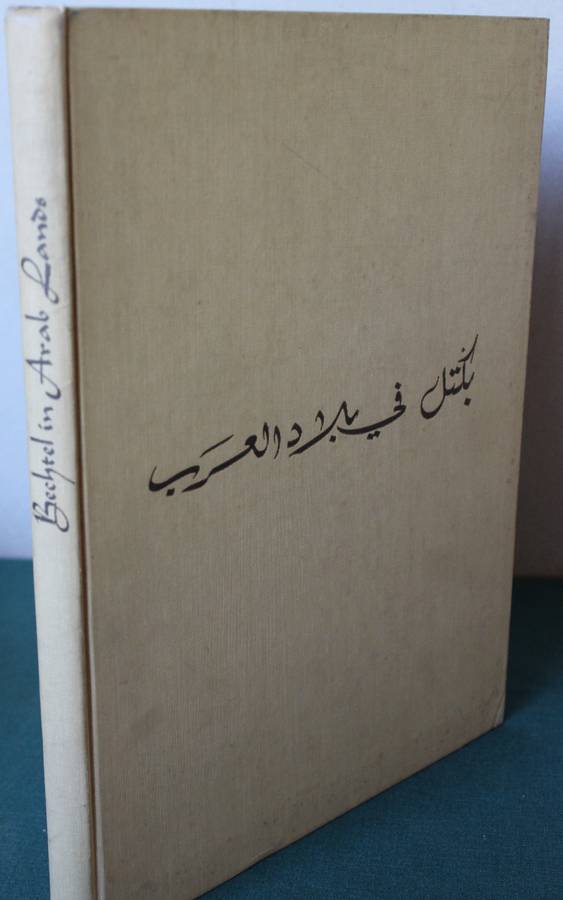 Bechtel in Arab Lands
بكتل في بلاد العرب